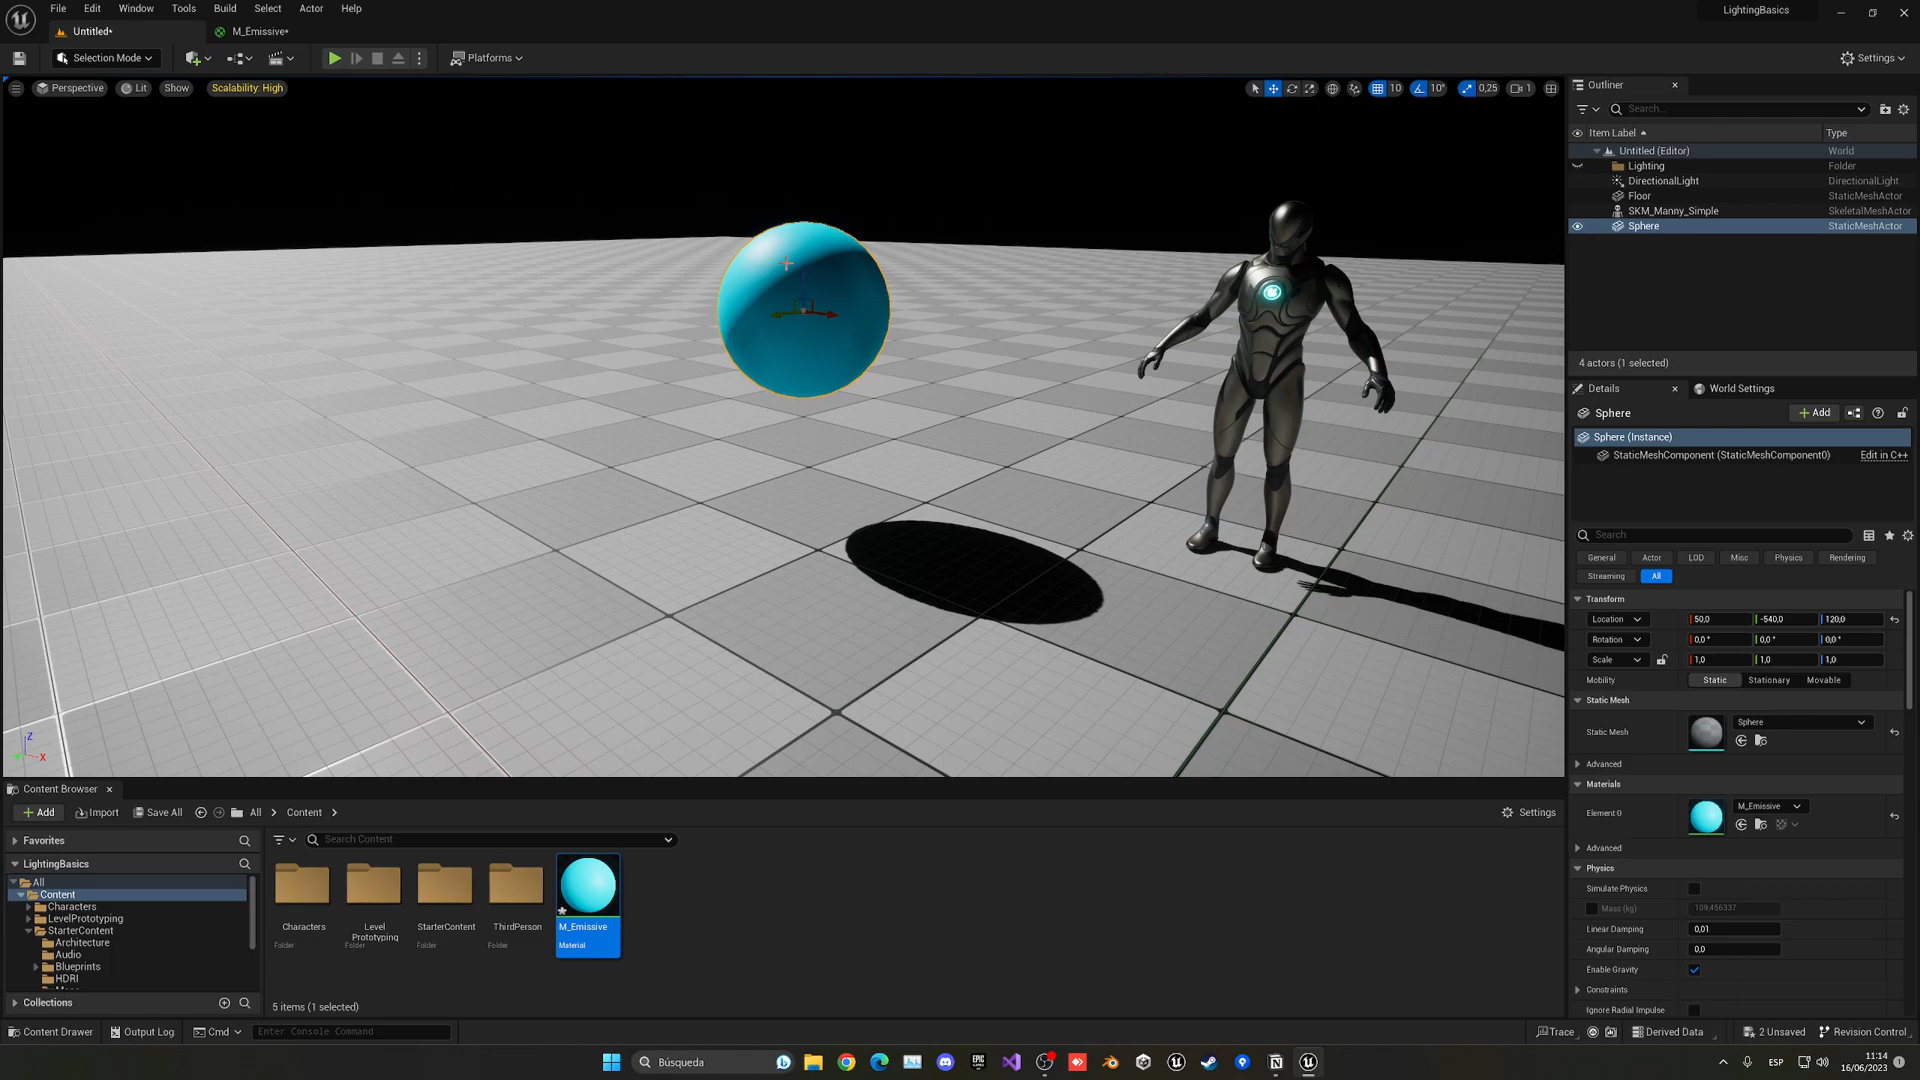 File Edit Window Tools Build Select Actor Help
LightingBasics
Untitled*
M_Emissive*
Selection Mode
Platforms
Settings
Perspective
Lit
Show
Scalability: High
10
10°
0,25
1
Outliner
Search...
Item Label
Type
Untitled (Editor)
World
Lighting
Folder
DirectionalLight
DirectionalLight
Floor
StaticMeshActor
SKM_Manny_Simple
SkeletalMeshActor
Sphere
StaticMeshActor
4 actors (1 selected)
Details
World Settings
Sphere
Add
Sphere (Instance)
StaticMeshComponent (StaticMeshComponent0)
Edit in C++
Search
General
Actor
LOD
Misc
Physics
Rendering
Streaming
All
Transform
Location
50,0
-540,0
120,0
Rotation
0,0 °
0,0 °
0,0 °
Scale
1,0
1,0
1,0
Mobility
Static
Stationary
Movable
Static Mesh
Static Mesh
Sphere
Advanced
Materials
Element 0
M_Emissive
Advanced
Physics
Simulate Physics
Mass (kg)
109,456337
Linear Damping
0,01
Angular Damping
0,0
Enable Gravity
Constraints
Ignore Radial Impulse
Z
X
Content Browser
Add
Import
Save All
All
Content
Settings
Favorites
LightingBasics
All
Content
Characters
LevelPrototyping
StarterContent
Architecture
Audio
Blueprints
HDRI
Collections
Search Content
Characters
Folder
Level
Prototyping
Folder
StarterContent
Folder
ThirdPerson
Folder
M_Emissive
Material
5 items (1 selected)
Content Drawer
Output Log
Cmd
Enter Console Command
Trace
Derived Data
2 Unsaved
Revision Control
Búsqueda
EPIC
GAMES
ESP
11:14
16/06/2023
1